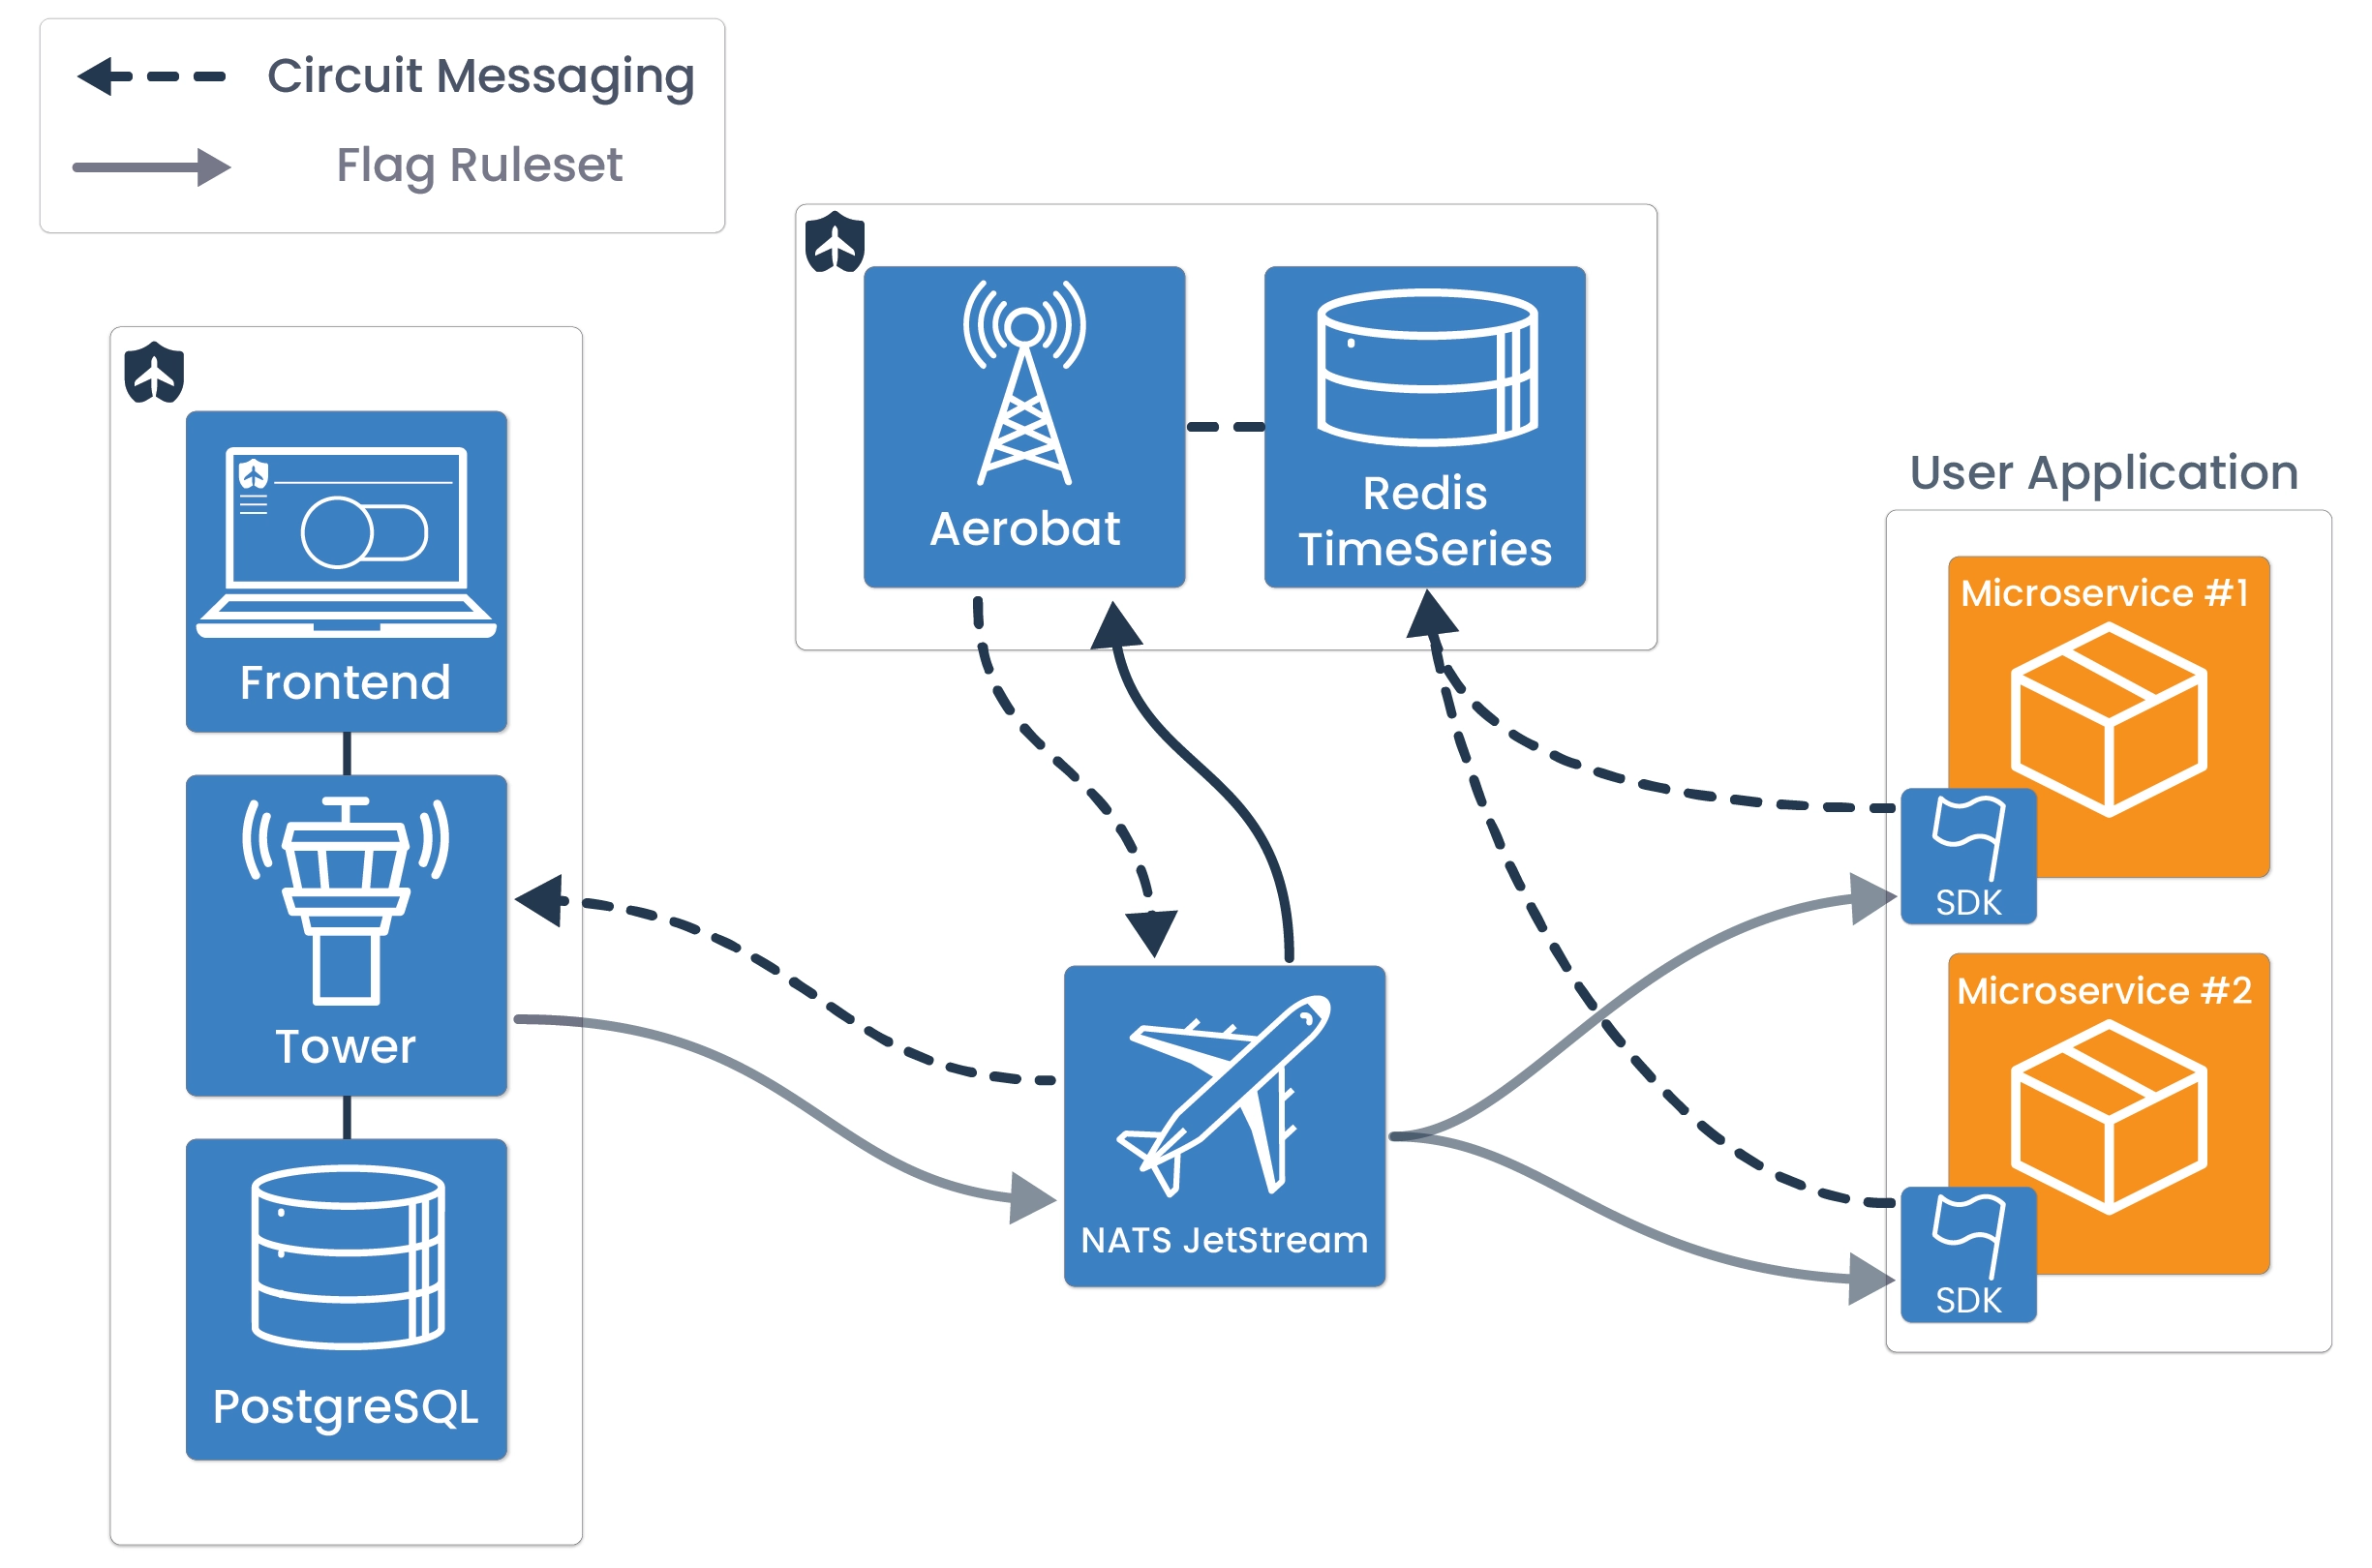 Circuit Messaging
Flag Ruleset
Aerobat
Redis
TimeSeries
User Application
Microservice #1
SDK
Microservice #2
SDK
Frontend
Tower
PostgreSQL
NATS JetStream